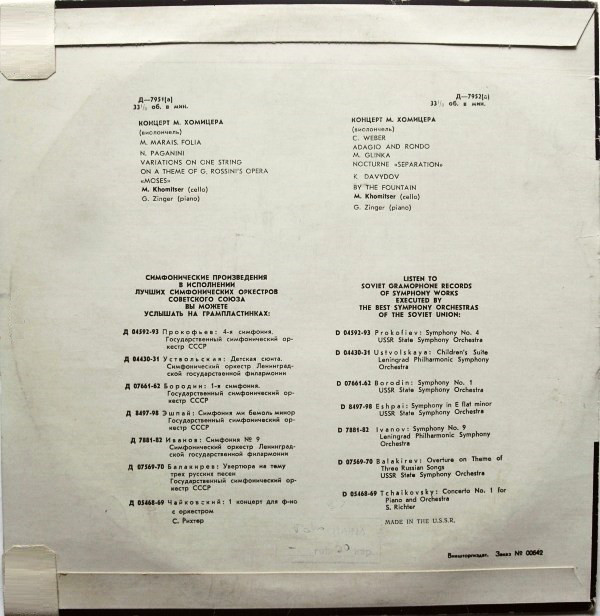 Д—7951(а)
33⅓ об. в мин.
КОНЦЕРТ М. ХОМИЦЕРА
(виолончель)
M. MARAIS. FOLIA
N. PAGANINI
VARIATIONS ON ONE STRING
ON A THEME OF G. ROSSINI'S OPERA
«MOSES»
M. Khomitser (cello)
G. Zinger (piano)
Д—7952(а)
33⅓ об. в мин.
КОНЦЕРТ М. ХОМИЦЕРА
(виолончель)
C. WEBER
ADAGIO AND RONDO
M. GLINKA
NOCTURNE «SEPARATION»
K. DAVYDOV
BY THE FOUNTAIN
M. Khomitser (cello)
G. Zinger (piano)
СИМФОНИЧЕСКИЕ ПРОИЗВЕДЕНИЯ
В ИСПОЛНЕНИИ
ЛУЧШИХ СИМФОНИЧЕСКИХ ОРКЕСТРОВ
СОВЕТСКОГО СОЮЗА
ВЫ МОЖЕТЕ
УСЛЫШАТЬ НА ГРАМПЛАСТИНКАХ:
Д 04592-93 Прокофьев: 4-я симфония.
Государственный симфонический ор-
кестр СССР
Д 04430-31 Уствольская: Детская сюита.
Симфонический оркестр Ленинград-
ской государственной филармонии
Д 07661-62 Бородин: 1-я симфония.
Государственный симфонический ор-
кестр СССР
Д 8497-98 Эшпай: Симфония ми бемоль минор
Государственный симфонический ор-
кестр СССР
Д 7881-82 Иванов: Симфония № 9
Симфонический оркестр Ленинград-
ской государственной филармонии
Д 07569-70 Балакирев: Увертюра на тему
трех русских песен
Государственный симфонический ор-
кестр СССР
Д 05468-69 Чайковский: 1 концерт для ф-но
с оркестром
С. Рихтер
LISTEN TO
SOVIET GRAMOPHONE RECORDS
OF SYMPHONY WORKS
EXECUTED BY
THE BEST SYMPHONY ORCHESTRAS
OF THE SOVIET UNION:
D 04592-93 Prokofiev: Symphony No. 4
USSR State Symphony Orchestra
D 04430-31 Ustvolskaya: Children's Suite
Leningrad Philharmonic Symphony
Orchestra
D 07661-62 Borodin: Symphony No. 1
USSR State Symphony Orchestra
D 8497-98 Eshpai: Symphony in E flat minor
USSR State Symphony Orchestra
D 7881-82 Ivanov: Symphony No. 9
Leningrad Philharmonic Symphony
Orchestra
D 07569-70 Balakirev: Overture on Theme of
Three Russian Songs
USSR State Symphony Orchestra
D 05468-69 Tchaikovsky: Concerto No. 1 for
Piano and Orchestra
S. Richter
MADE IN THE U.S.S.R.
Внешторгиздат. Заказ № 00642